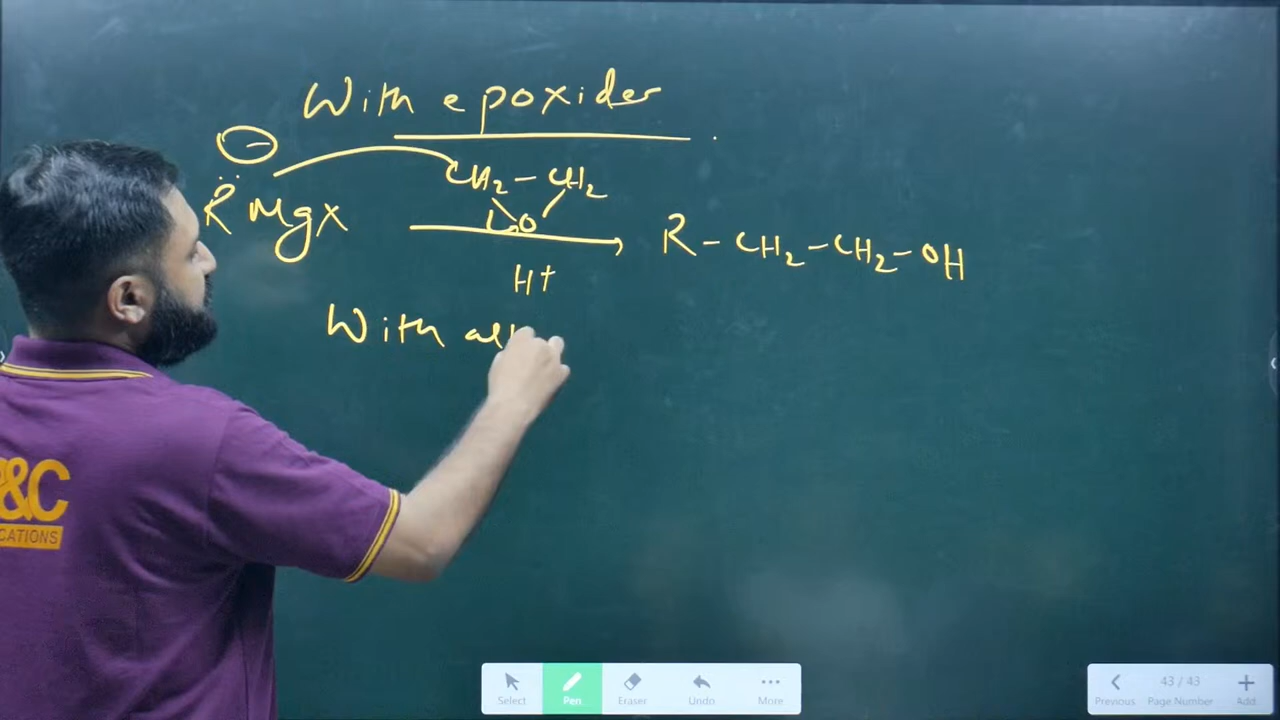 With epoxides
⊖
R̈MgX CH₂ - CH₂
O
R - CH₂ - CH₂ - OH
H⁺
With
&C
CATIONS
Select Pen Eraser Undo More
43 / 43
Previous Page Number Add